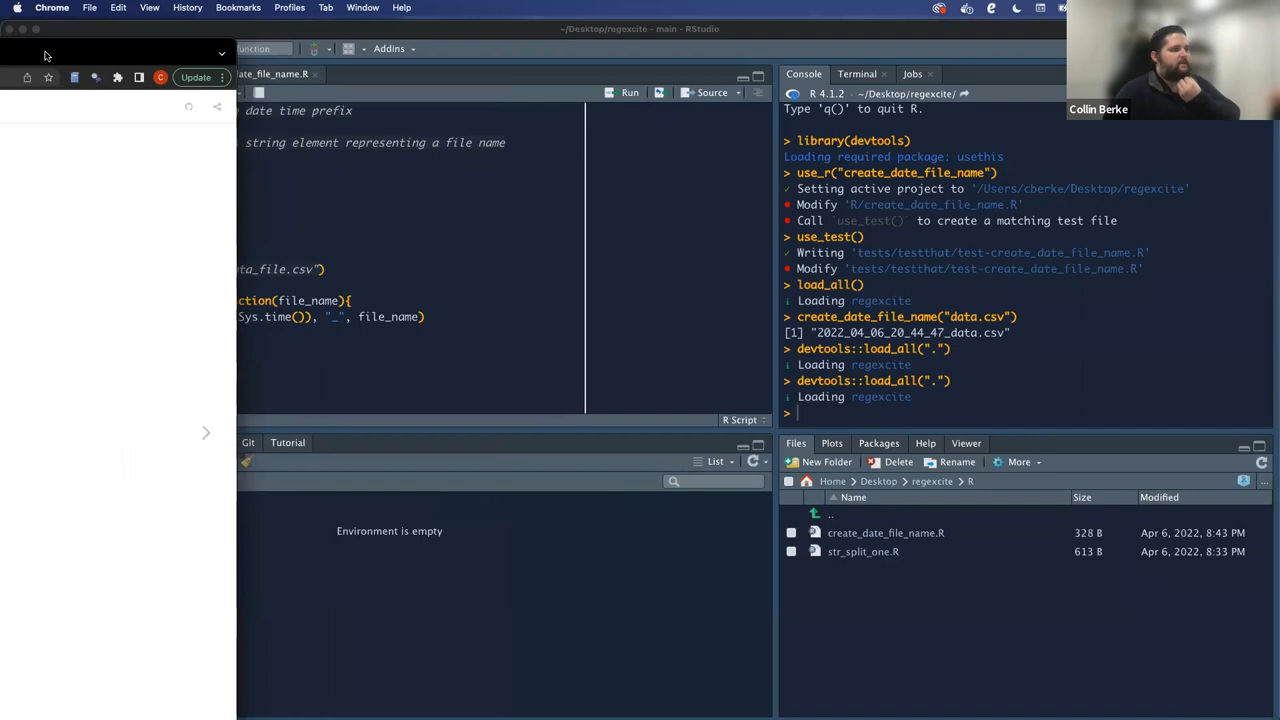 Chrome File Edit View History Bookmarks Profiles Tab Window Help
~/Desktop/regexcite - main - RStudio
function Addins
C Update
ate_file_name.R
Run Source
date time prefix
string element representing a file name
ta_file.csv")
ction(file_name){
Sys.time()), "_", file_name)
R Script
Console Terminal Jobs
R 4.1.2 · ~/Desktop/regexcite/
Type 'q()' to quit R.
> library(devtools)
Loading required package: usethis
> use_r("create_date_file_name")
✓ Setting active project to '/Users/cberke/Desktop/regexcite'
• Modify 'R/create_date_file_name.R'
• Call `use_test()` to create a matching test file
> use_test()
✓ Writing 'tests/testthat/test-create_date_file_name.R'
• Modify 'tests/testthat/test-create_date_file_name.R'
> load_all()
i Loading regexcite
> create_date_file_name("data.csv")
[1] "2022_04_06_20_44_47_data.csv"
> devtools::load_all(".")
i Loading regexcite
> devtools::load_all(".")
i Loading regexcite
>
Collin Berke
Git Tutorial
List
Environment is empty
Files Plots Packages Help Viewer
New Folder Delete Rename More
Home Desktop regexcite R
Name Size Modified
..
create_date_file_name.R 328 B Apr 6, 2022, 8:43 PM
str_split_one.R 613 B Apr 6, 2022, 8:33 PM